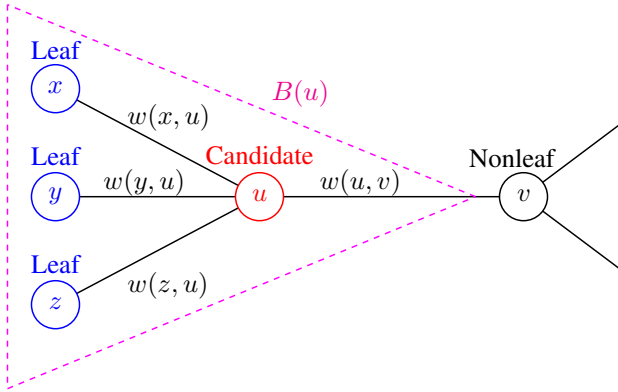 Leaf
x
B(u)
w(x, u)
Leaf
y
w(y, u)
Candidate
u
w(u, v)
Nonleaf
v
Leaf
z
w(z, u)